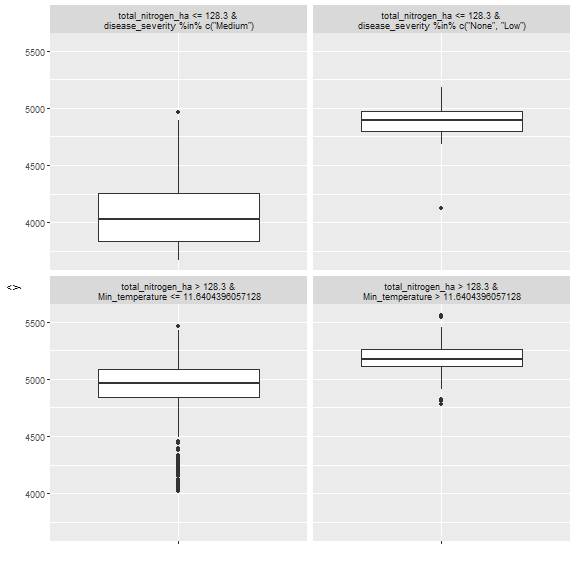 total_nitrogen_ha <= 128.3 &
disease_severity %in% c("Medium")
total_nitrogen_ha <= 128.3 &
disease_severity %in% c("None", "Low")
5500
5000
4500
4000
<>
total_nitrogen_ha > 128.3 &
Min_temperature <= 11.6404396057128
total_nitrogen_ha > 128.3 &
Min_temperature > 11.6404396057128
5500
5000
4500
4000